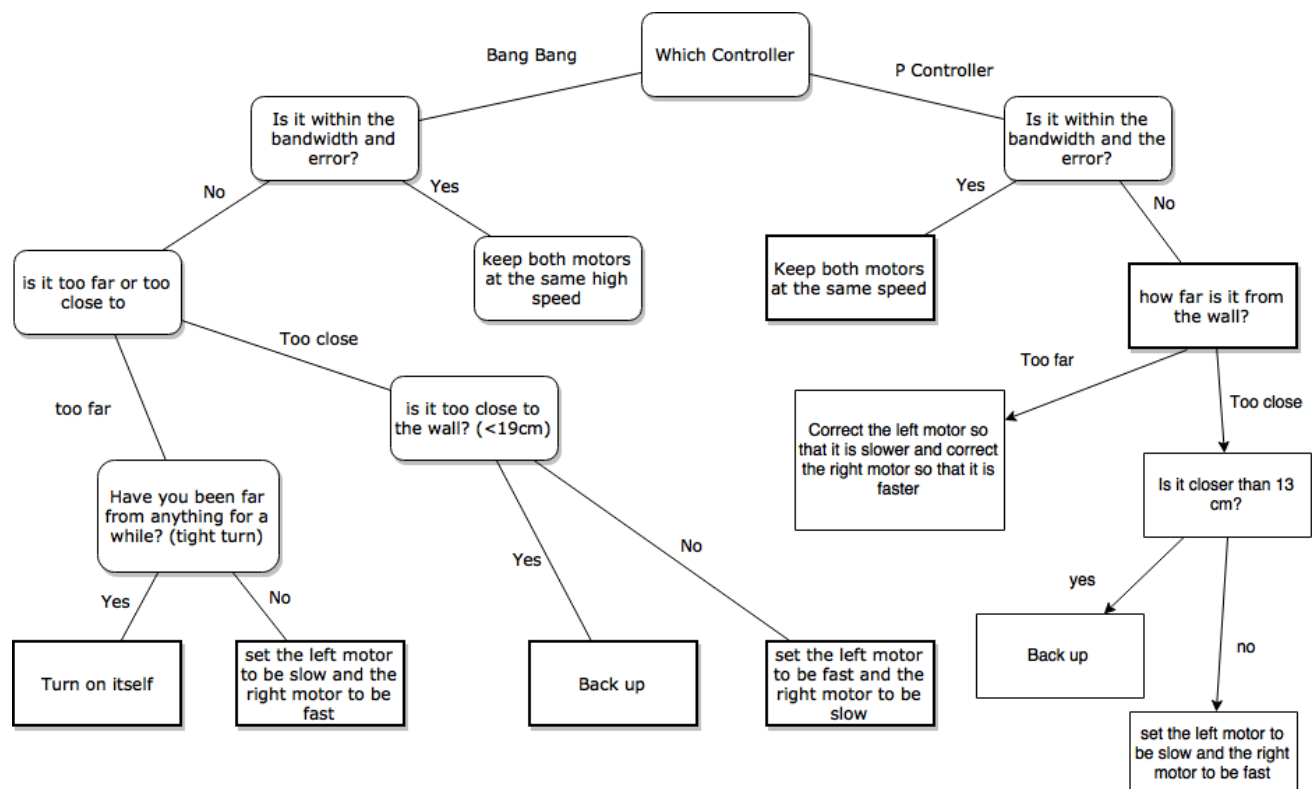 Which Controller
Bang Bang
P Controller
Is it within the
bandwidth and
error?
Is it within the
bandwidth and the
error?
No
Yes
Yes
No
is it too far or too
close to
keep both motors
at the same high
speed
Keep both motors
at the same speed
how far is it from
the wall?
Too close
Too far
too far
Too close
is it too close to
the wall? (<19cm)
Correct the left motor so
that it is slower and correct
the right motor so that it is
faster
Is it closer than 13
cm?
Have you been far
from anything for a
while? (tight turn)
Yes
No
Yes
No
yes
no
Turn on itself
set the left motor
to be slow and the
right motor to be
fast
Back up
set the left motor
to be fast and the
right motor to be
slow
Back up
set the left motor to
be slow and the right
motor to be fast